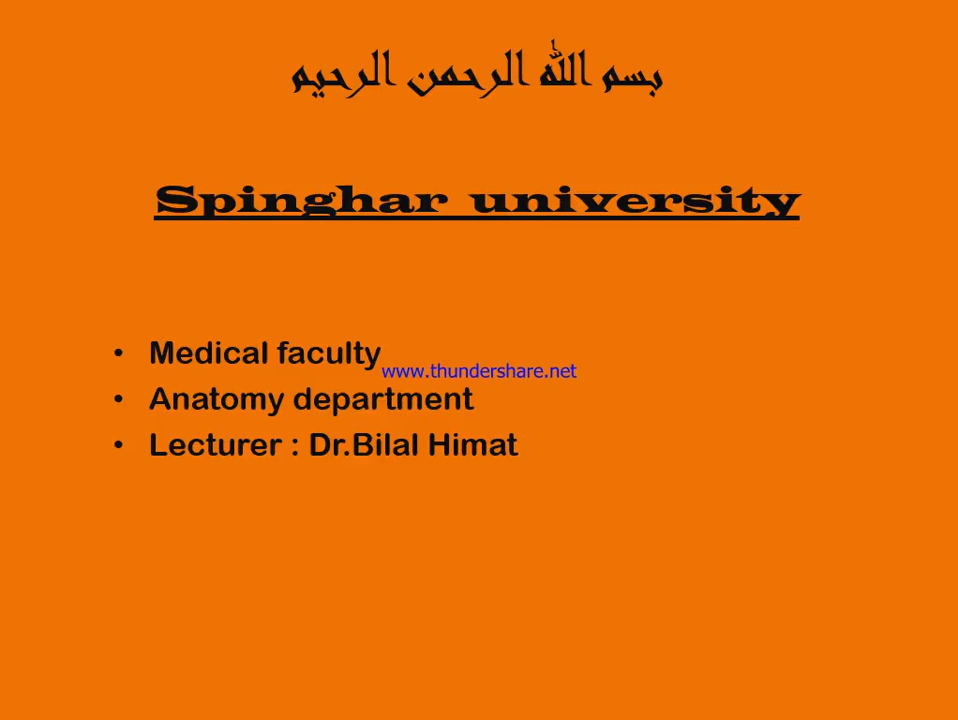 بسم الله الرحمن الرحيم
Spinghar university
• Medical faculty
www.thundershare.net
• Anatomy department
• Lecturer : Dr.Bilal Himat